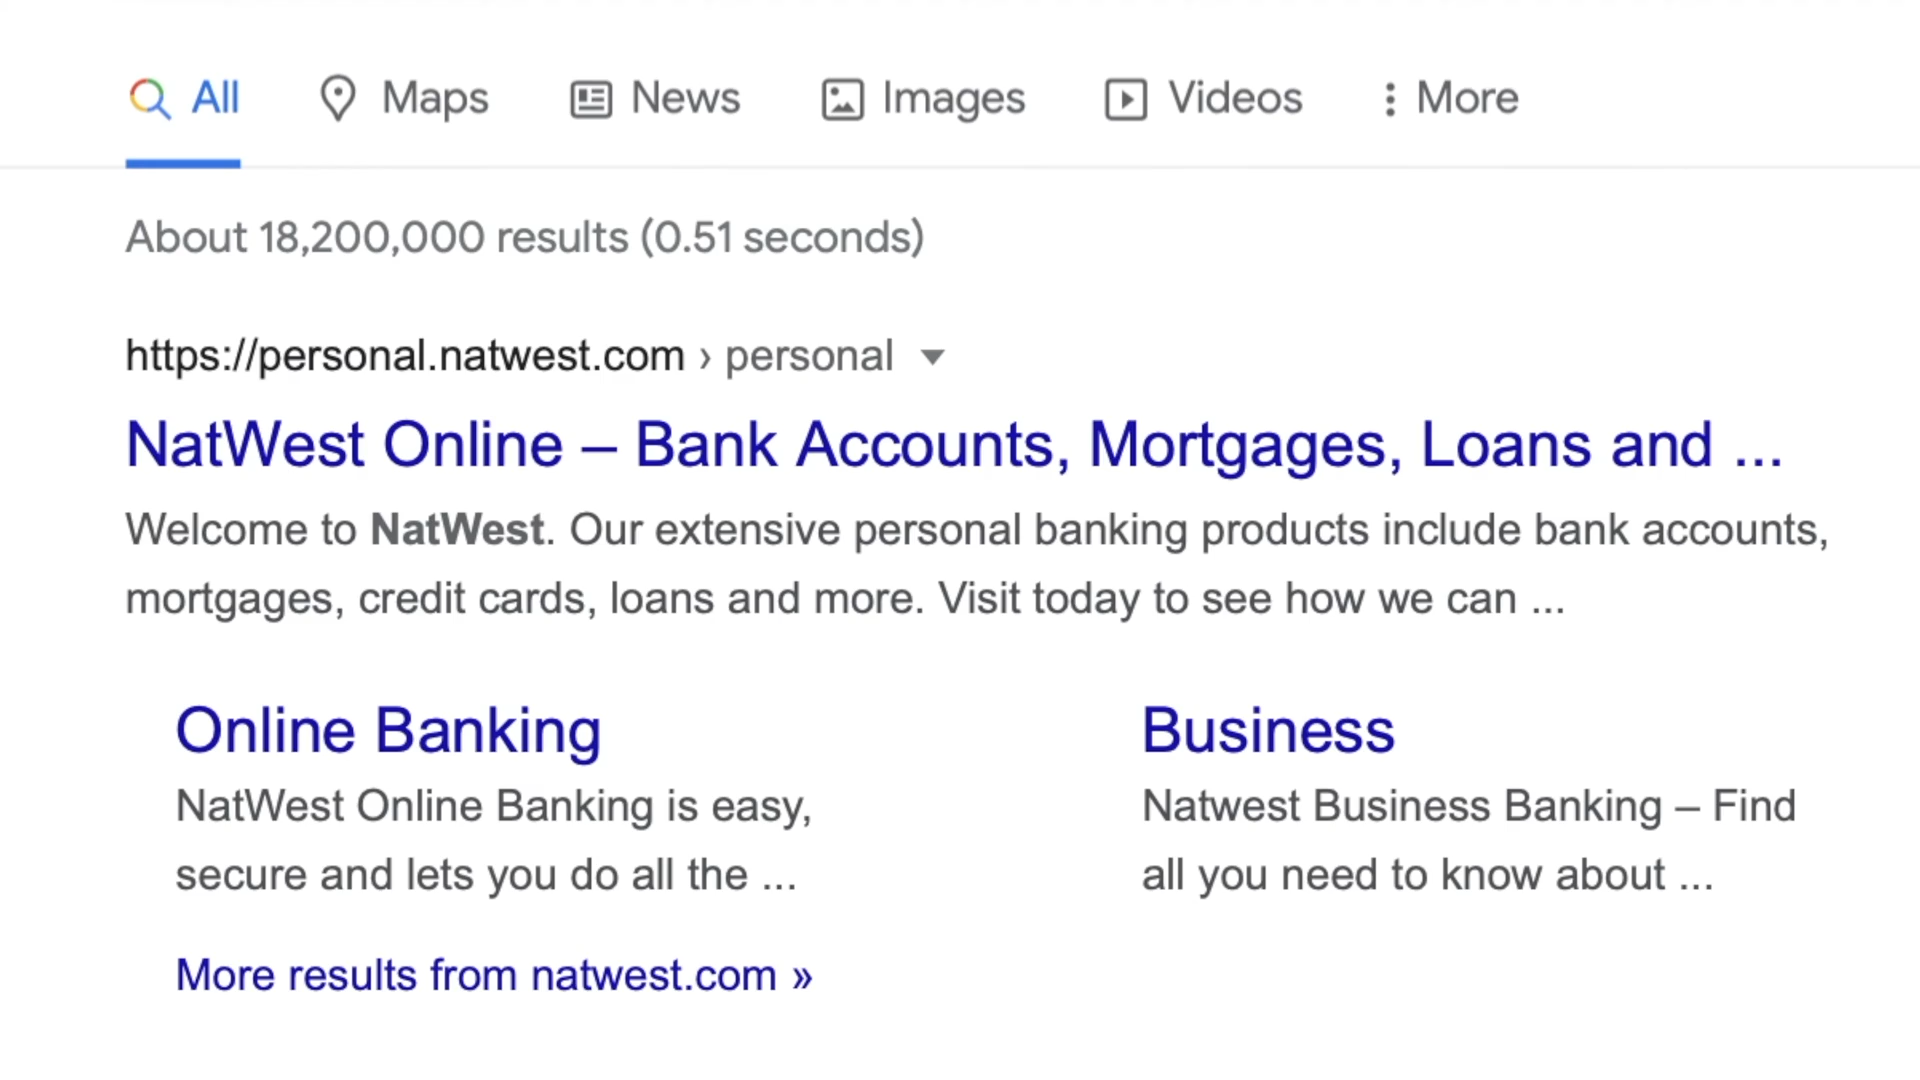 All Maps News Images Videos More
About 18,200,000 results (0.51 seconds)
https://personal.natwest.com › personal
NatWest Online – Bank Accounts, Mortgages, Loans and ...
Welcome to NatWest. Our extensive personal banking products include bank accounts,
mortgages, credit cards, loans and more. Visit today to see how we can ...
Online Banking
NatWest Online Banking is easy,
secure and lets you do all the ...
Business
Natwest Business Banking – Find
all you need to know about ...
More results from natwest.com »